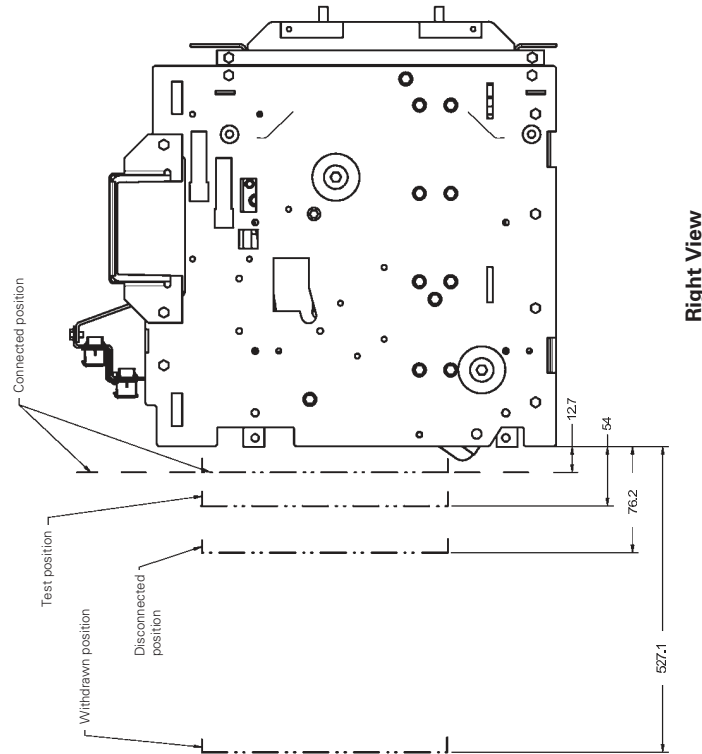 Connected position
Test position
Disconnected
position
Withdrawn position
12.7
54
76.2
527.1
Right View